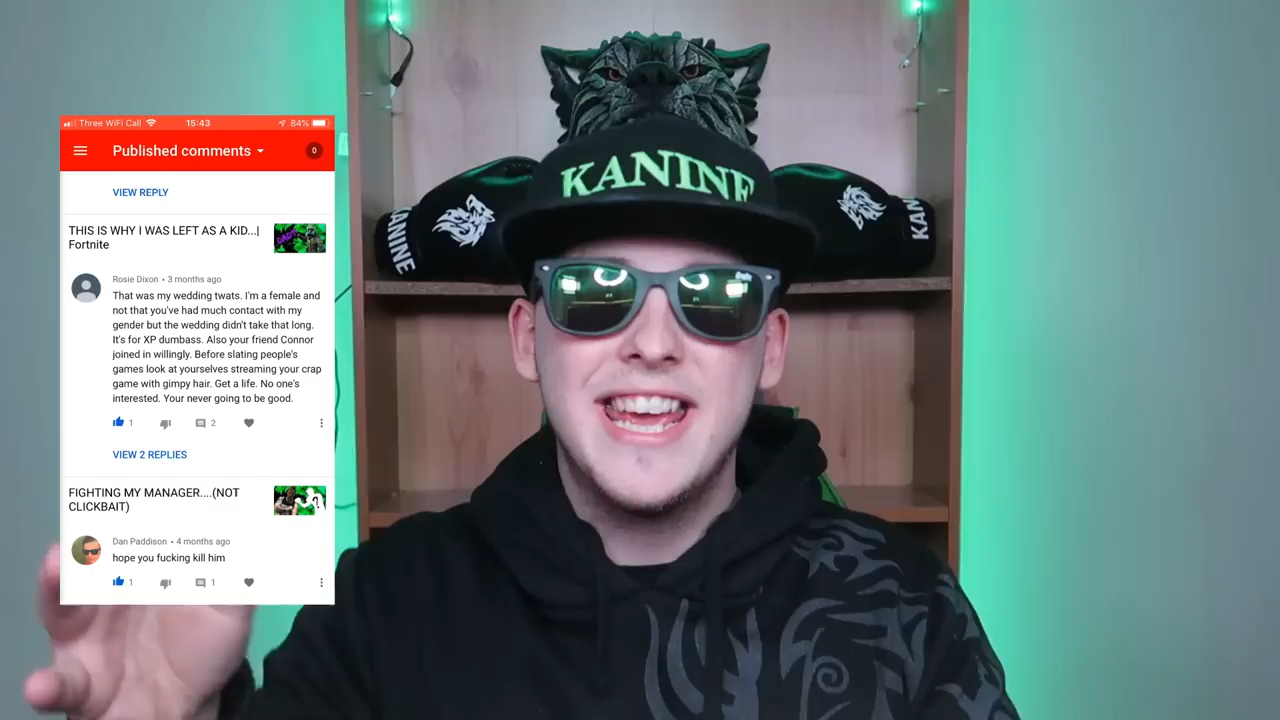 Three WiFi Call 15:43 84%
Published comments 0
VIEW REPLY
THIS IS WHY I WAS LEFT AS A KID...|
Fortnite
Rosie Dixon • 3 months ago
That was my wedding twats. I'm a female and
not that you've had much contact with my
gender but the wedding didn't take that long.
It's for XP dumbass. Also your friend Connor
joined in willingly. Before slating people's
games look at yourselves streaming your crap
game with gimpy hair. Get a life. No one's
interested. Your never going to be good.
1 2
VIEW 2 REPLIES
FIGHTING MY MANAGER....(NOT
CLICKBAIT)
Dan Paddison • 4 months ago
hope you fucking kill him
1 1
KANINE
KANINE
KAN